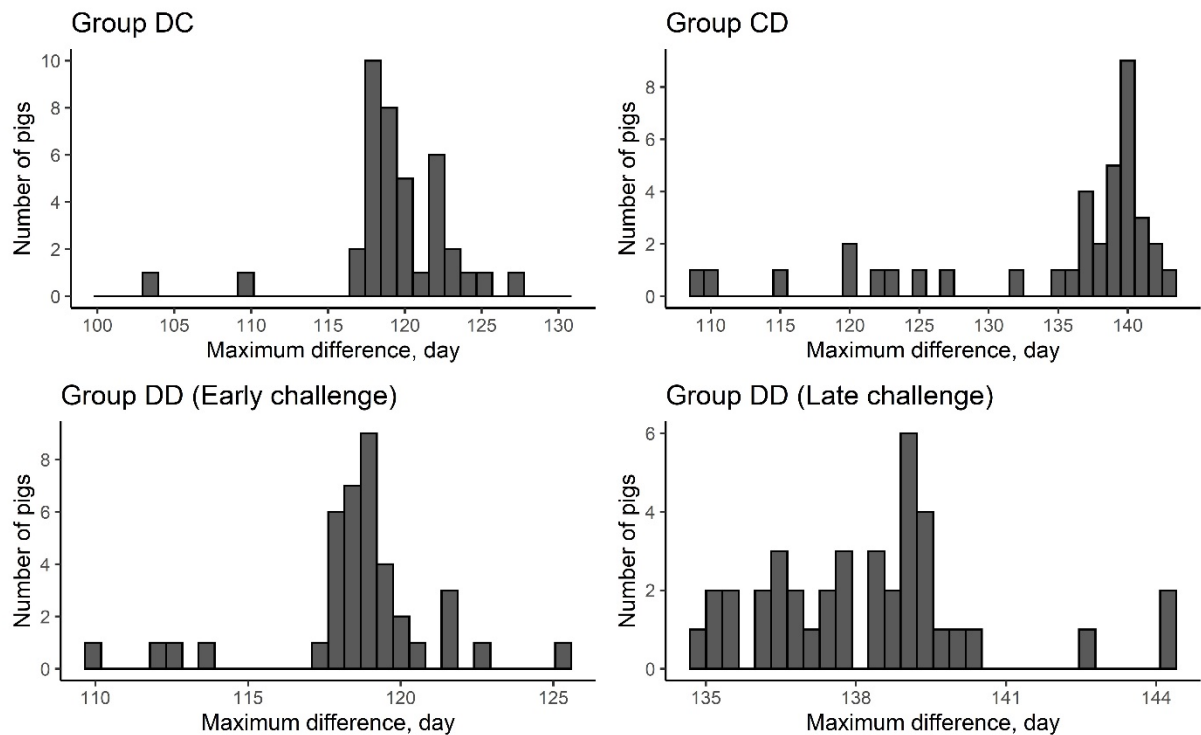 Group DC
10
8
6
4
2
0
Number of pigs
100 105 110 115 120 125 130
Maximum difference, day
Group CD
8
6
4
2
0
Number of pigs
110 115 120 125 130 135 140
Maximum difference, day
Group DD (Early challenge)
8
6
4
2
0
Number of pigs
110 115 120 125
Maximum difference, day
Group DD (Late challenge)
6
4
2
0
Number of pigs
135 138 141 144
Maximum difference, day